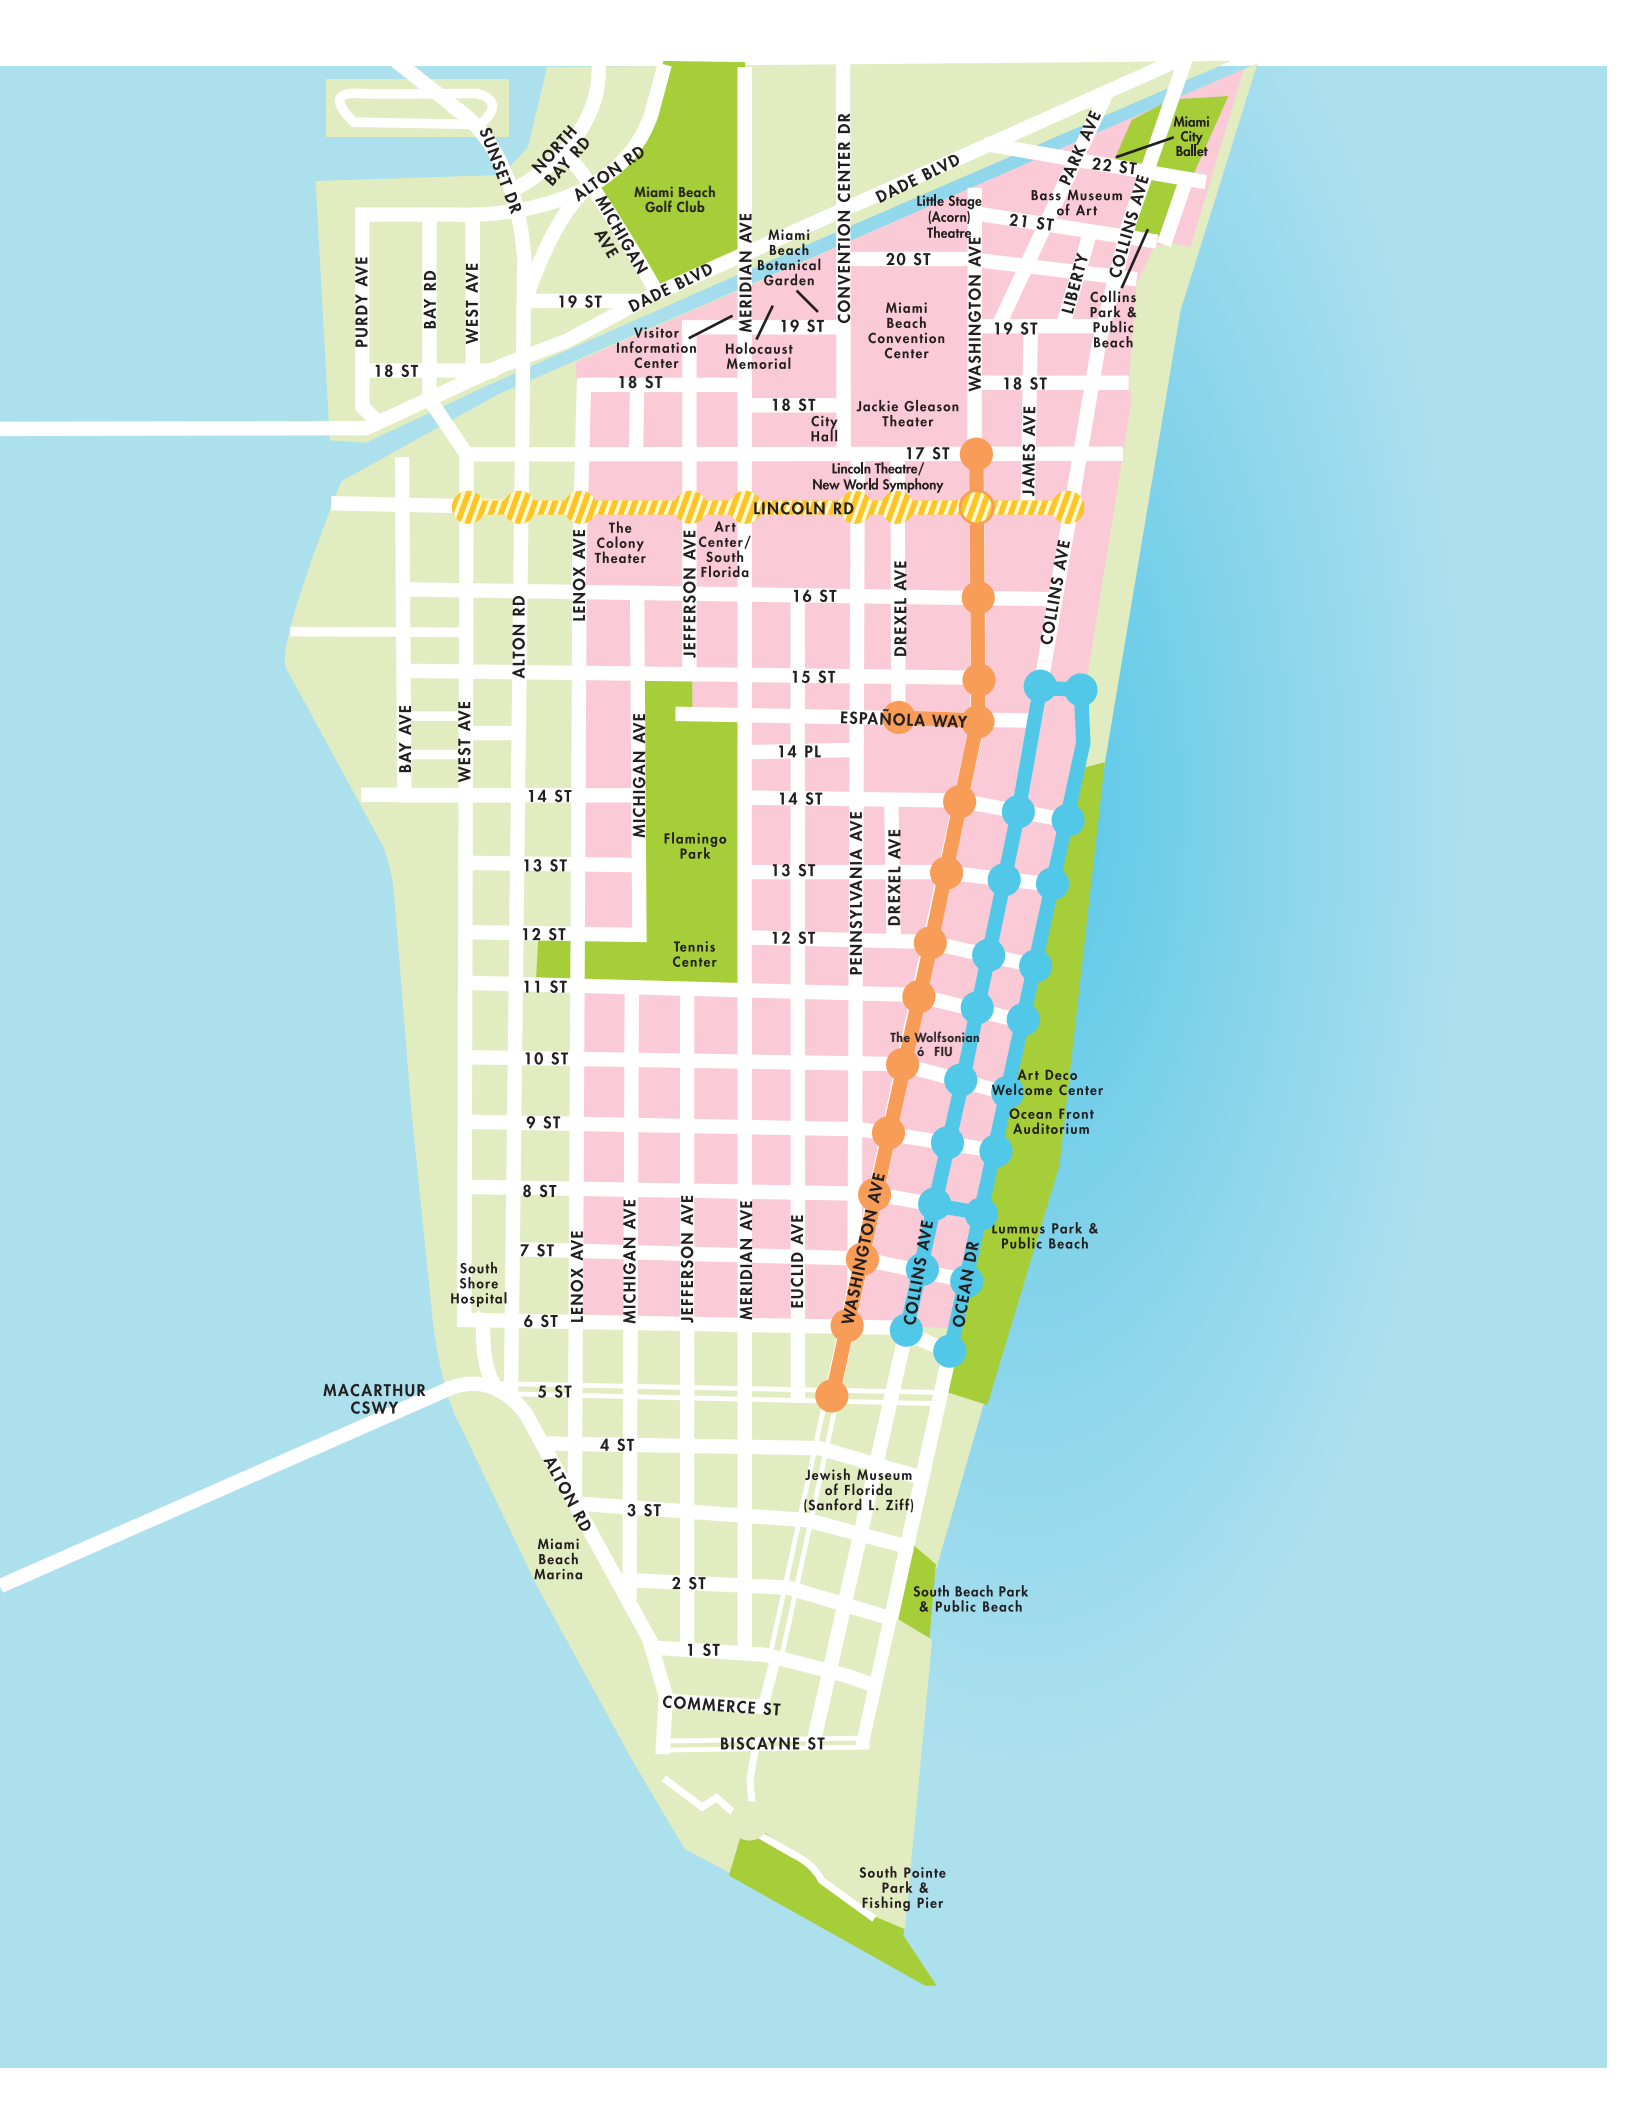 Miami
City
Ballet
SUNSET DR
NORTH
BAY RD
ALTON RD
MICHIGAN
AVE
Miami Beach
Golf Club
MERIDIAN AVE
CONVENTION CENTER DR
DADE BLVD
PARK AVE
22 ST
Bass Museum
of Art
COLLINS AVE
Little Stage
(Acorn)
Theatre
21 ST
Miami
Beach
Botanical
Garden
20 ST
WASHINGTON AVE
LIBERTY
PURDY AVE
BAY RD
WEST AVE
19 ST
DADE BLVD
Collins
Park &
Public
Beach
Visitor
Information
Center
Holocaust
Memorial
19 ST
Miami
Beach
Convention
Center
19 ST
18 ST
18 ST
18 ST
18 ST
City
Hall
Jackie Gleason
Theater
JAMES AVE
17 ST
Lincoln Theatre/
New World Symphony
LINCOLN RD
The
Colony
Theater
Art
Center/
South
Florida
LENOX AVE
JEFFERSON AVE
DREXEL AVE
COLLINS AVE
16 ST
ALTON RD
15 ST
ESPAÑOLA WAY
BAY AVE
WEST AVE
MICHIGAN AVE
14 PL
14 ST
14 ST
PENNSYLVANIA AVE
DREXEL AVE
Flamingo
Park
13 ST
13 ST
12 ST
12 ST
Tennis
Center
11 ST
The Wolfsonian
ó FIU
10 ST
Art Deco
Welcome Center
Ocean Front
Auditorium
9 ST
8 ST
Lummus Park &
Public Beach
7 ST
South
Shore
Hospital
LENOX AVE
MICHIGAN AVE
JEFFERSON AVE
MERIDIAN AVE
EUCLID AVE
WASHINGTON AVE
COLLINS AVE
OCEAN DR
6 ST
MACARTHUR
CSWY
5 ST
4 ST
ALTON RD
Jewish Museum
of Florida
(Sanford L. Ziff)
3 ST
Miami
Beach
Marina
2 ST
South Beach Park
& Public Beach
1 ST
COMMERCE ST
BISCAYNE ST
South Pointe
Park &
Fishing Pier